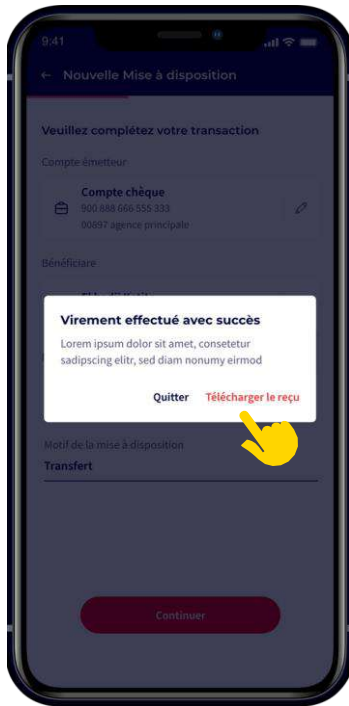 9:41
← Nouvelle Mise à disposition
Veuillez complétez votre transaction
Compte émetteur
Compte chèque
900 888 666 555 333
00897 agence principale
Bénéficiare
Virement effectué avec succès
Lorem ipsum dolor sit amet, consetetur
sadipscing elitr, sed diam nonumy eirmod
Quitter Télécharger le reçu
Motif de la mise à disposition
Transfert
Continuer